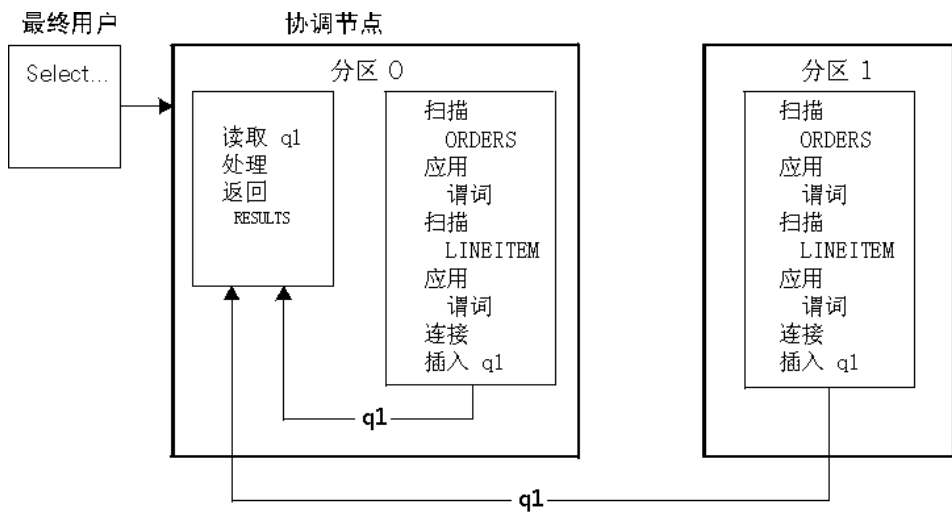 最终用户
Select...
协调节点
分区 0
读取 q1
处理
返回
RESULTS
扫描
ORDERS
应用
谓词
扫描
LINEITEM
应用
谓词
连接
插入 q1
q1
分区 1
扫描
ORDERS
应用
谓词
扫描
LINEITEM
应用
谓词
连接
插入 q1
q1